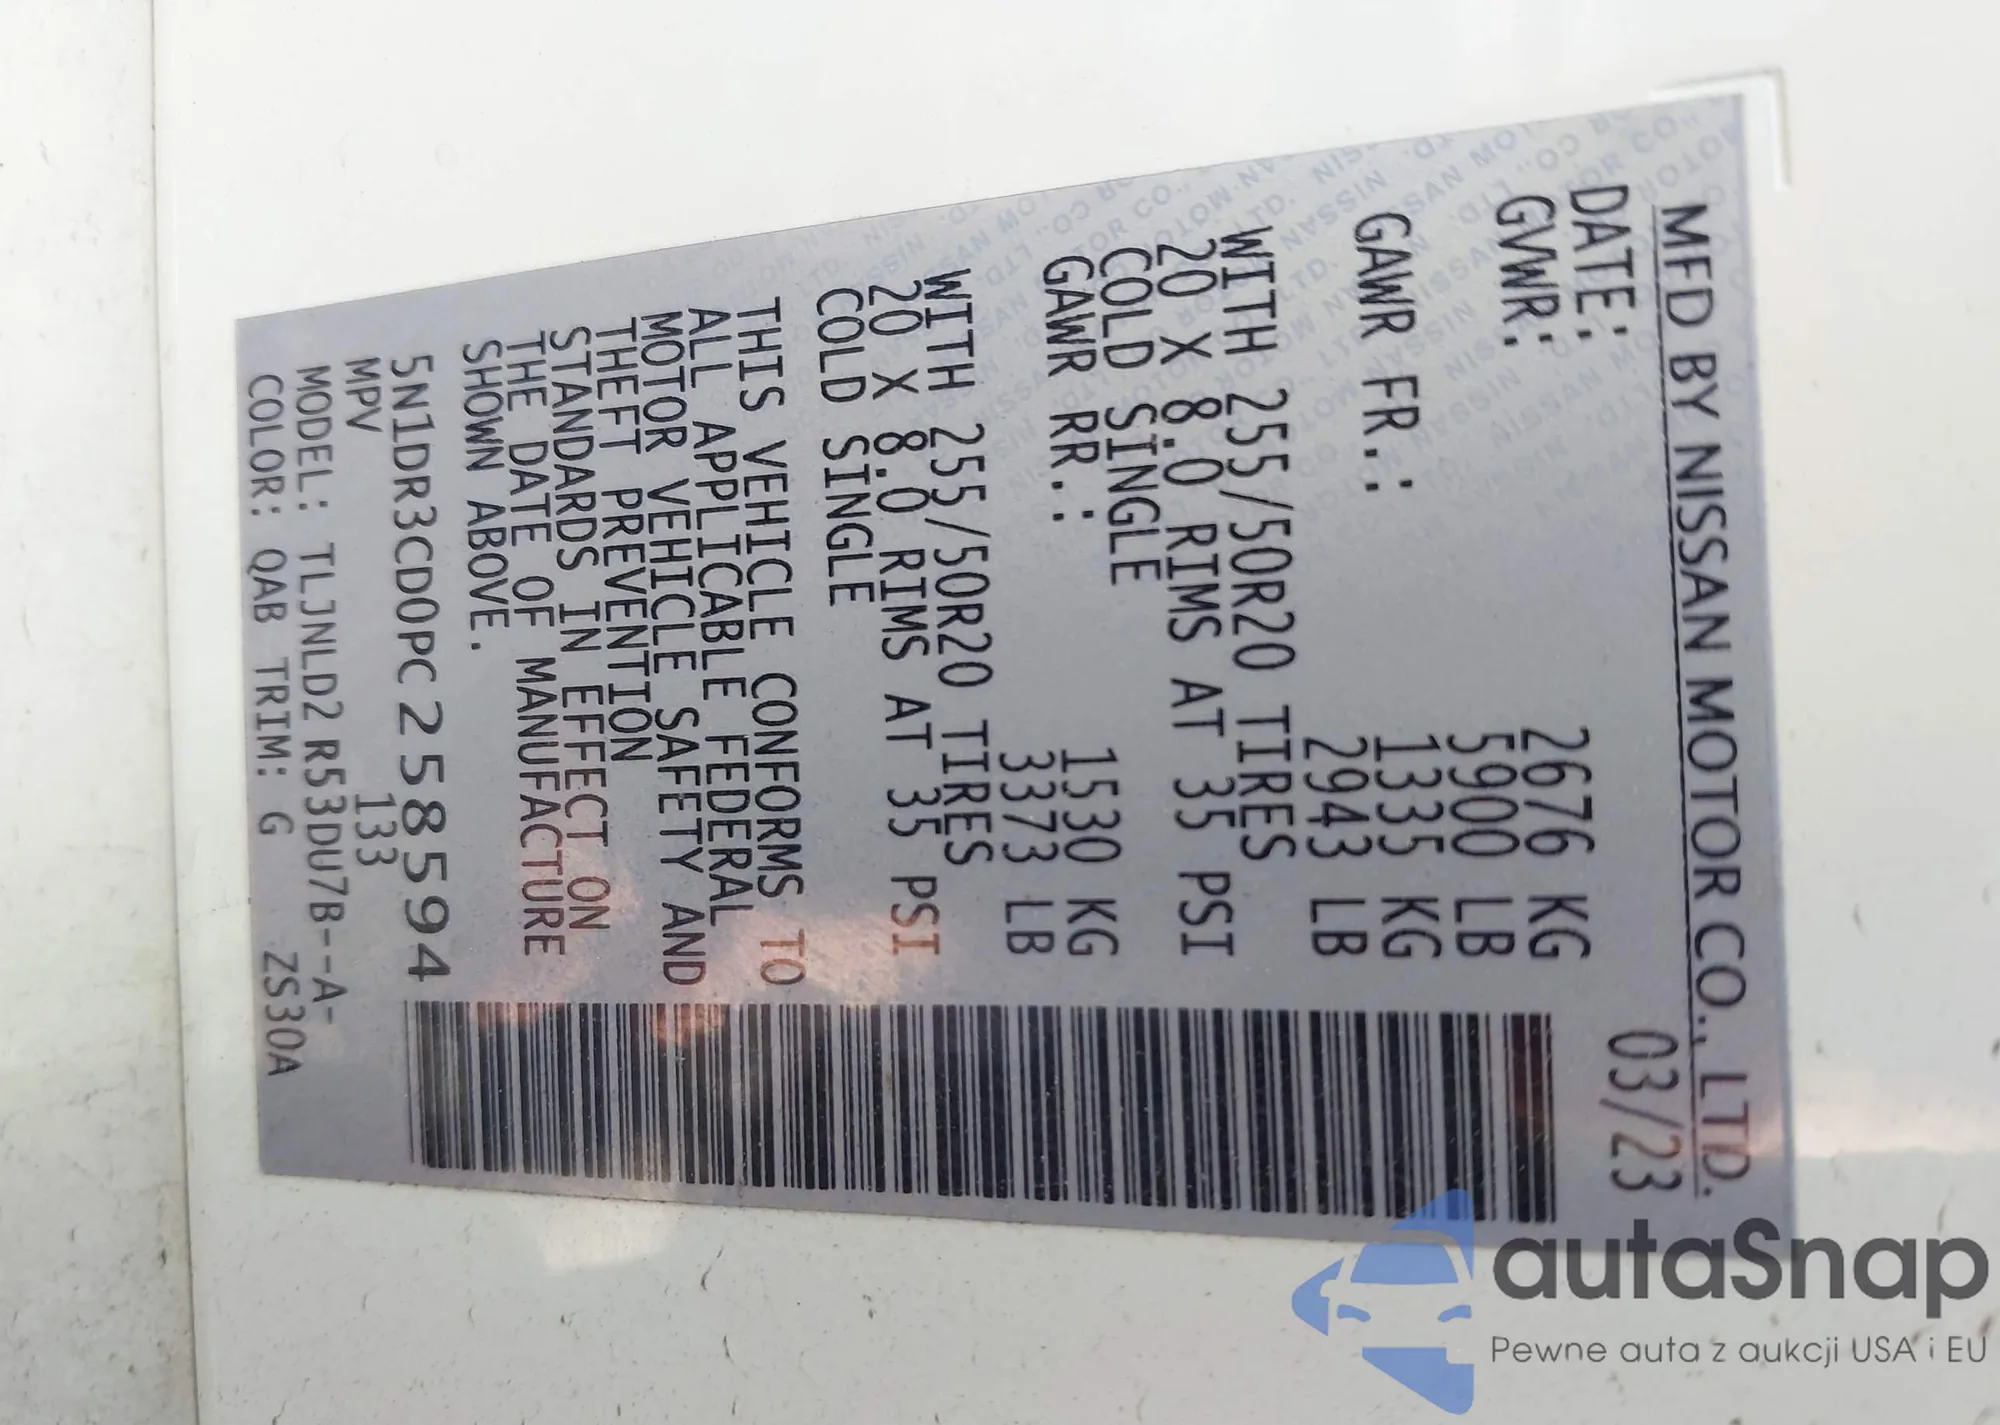 MFD BY NISSAN MOTOR CO., LTD.
DATE: 03/23
GVWR: 2676 KG
5900 LB
GAWR FR.: 1335 KG
2943 LB
WITH 255/50R20 TIRES
20 X 8.0 RIMS AT 35 PSI
COLD SINGLE
GAWR RR.: 1530 KG
3373 LB
WITH 255/50R20 TIRES
20 X 8.0 RIMS AT 35 PSI
COLD SINGLE
THIS VEHICLE CONFORMS TO
ALL APPLICABLE FEDERAL
MOTOR VEHICLE SAFETY AND
THEFT PREVENTION
STANDARDS IN EFFECT ON
THE DATE OF MANUFACTURE
SHOWN ABOVE.
5N1DR3CD0PC258594
MPV 133
MODEL: TLJNLD2 R53DU7B--A-
COLOR: QAB TRIM: G ZS30A
autaSnap
Pewne auta z aukcji USA i EU